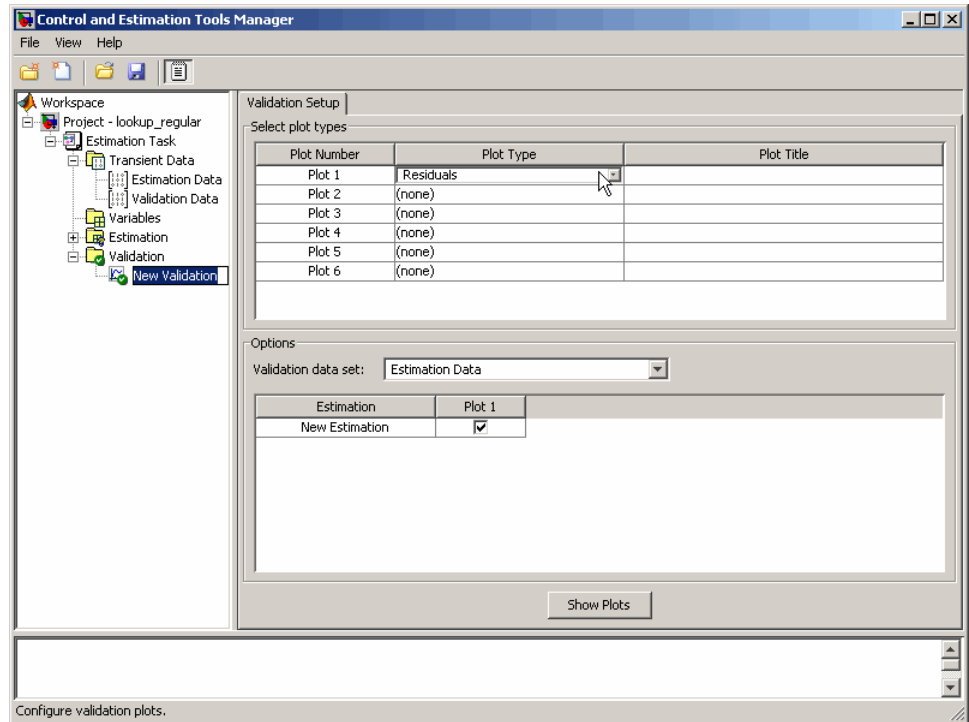 Control and Estimation Tools Manager
File View Help
Workspace
Project - lookup_regular
Estimation Task
Transient Data
Estimation Data
Validation Data
Variables
Estimation
Validation
New Validation
Validation Setup
Select plot types
Plot Number Plot Type Plot Title
Plot 1 Residuals
Plot 2 (none)
Plot 3 (none)
Plot 4 (none)
Plot 5 (none)
Plot 6 (none)
Options
Validation data set: Estimation Data
Estimation Plot 1
New Estimation
Show Plots
Configure validation plots.